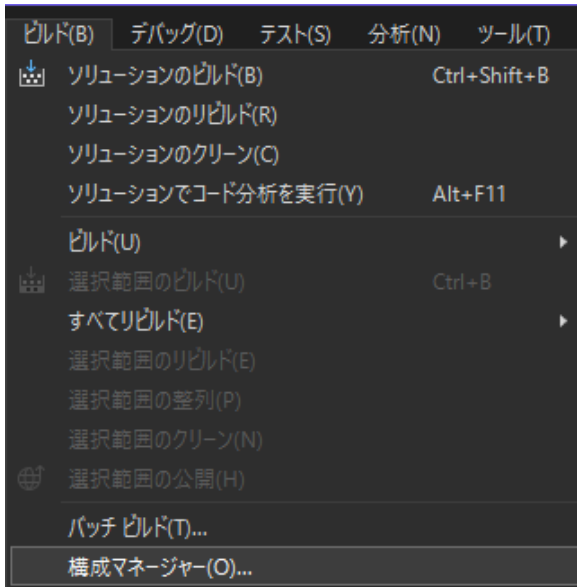 ビルド(B) デバッグ(D) テスト(S) 分析(N) ツール(T)
ソリューションのビルド(B) Ctrl+Shift+B
ソリューションのリビルド(R)
ソリューションのクリーン(C)
ソリューションでコード分析を実行(Y) Alt+F11
ビルド(U)
選択範囲のビルド(U) Ctrl+B
すべてリビルド(E)
選択範囲のリビルド(E)
選択範囲の整列(P)
選択範囲のクリーン(N)
選択範囲の公開(H)
バッチ ビルド(T)...
構成マネージャー(O)...